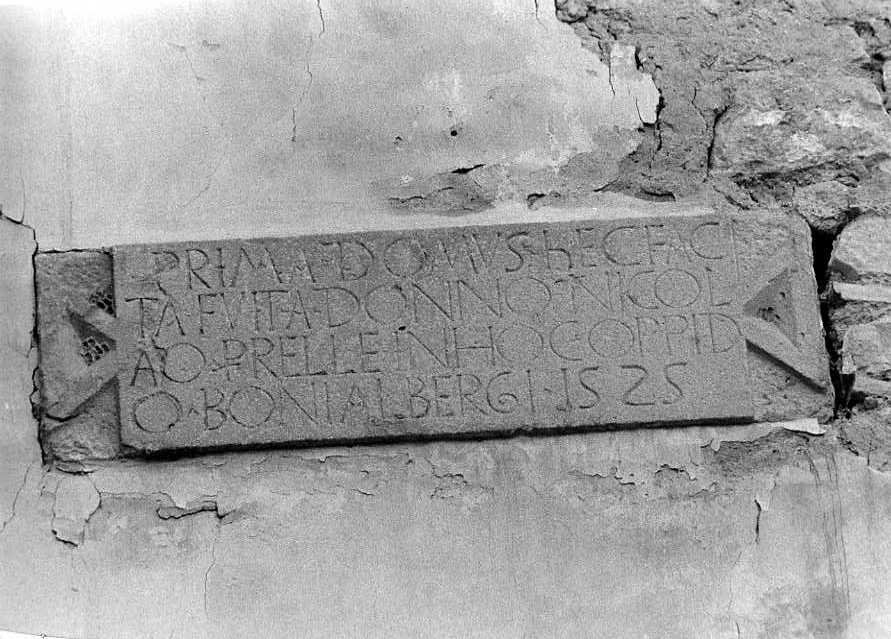 PRIMA·DOMVS·HEC·FACI
TA·FVIT·A·DONNO·NICOL
AO·PRELLE·IN HOC·OPPID
O·BONIALBERGI·1525